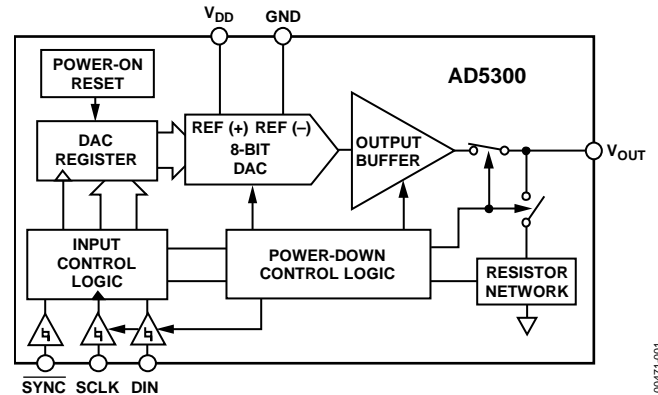 VDD GND
AD5300
POWER-ON
RESET
DAC
REGISTER
REF (+) REF (–)
8-BIT
DAC
OUTPUT
BUFFER
VOUT
INPUT
CONTROL
LOGIC
POWER-DOWN
CONTROL LOGIC
RESISTOR
NETWORK
SYNC SCLK DIN
00471-001